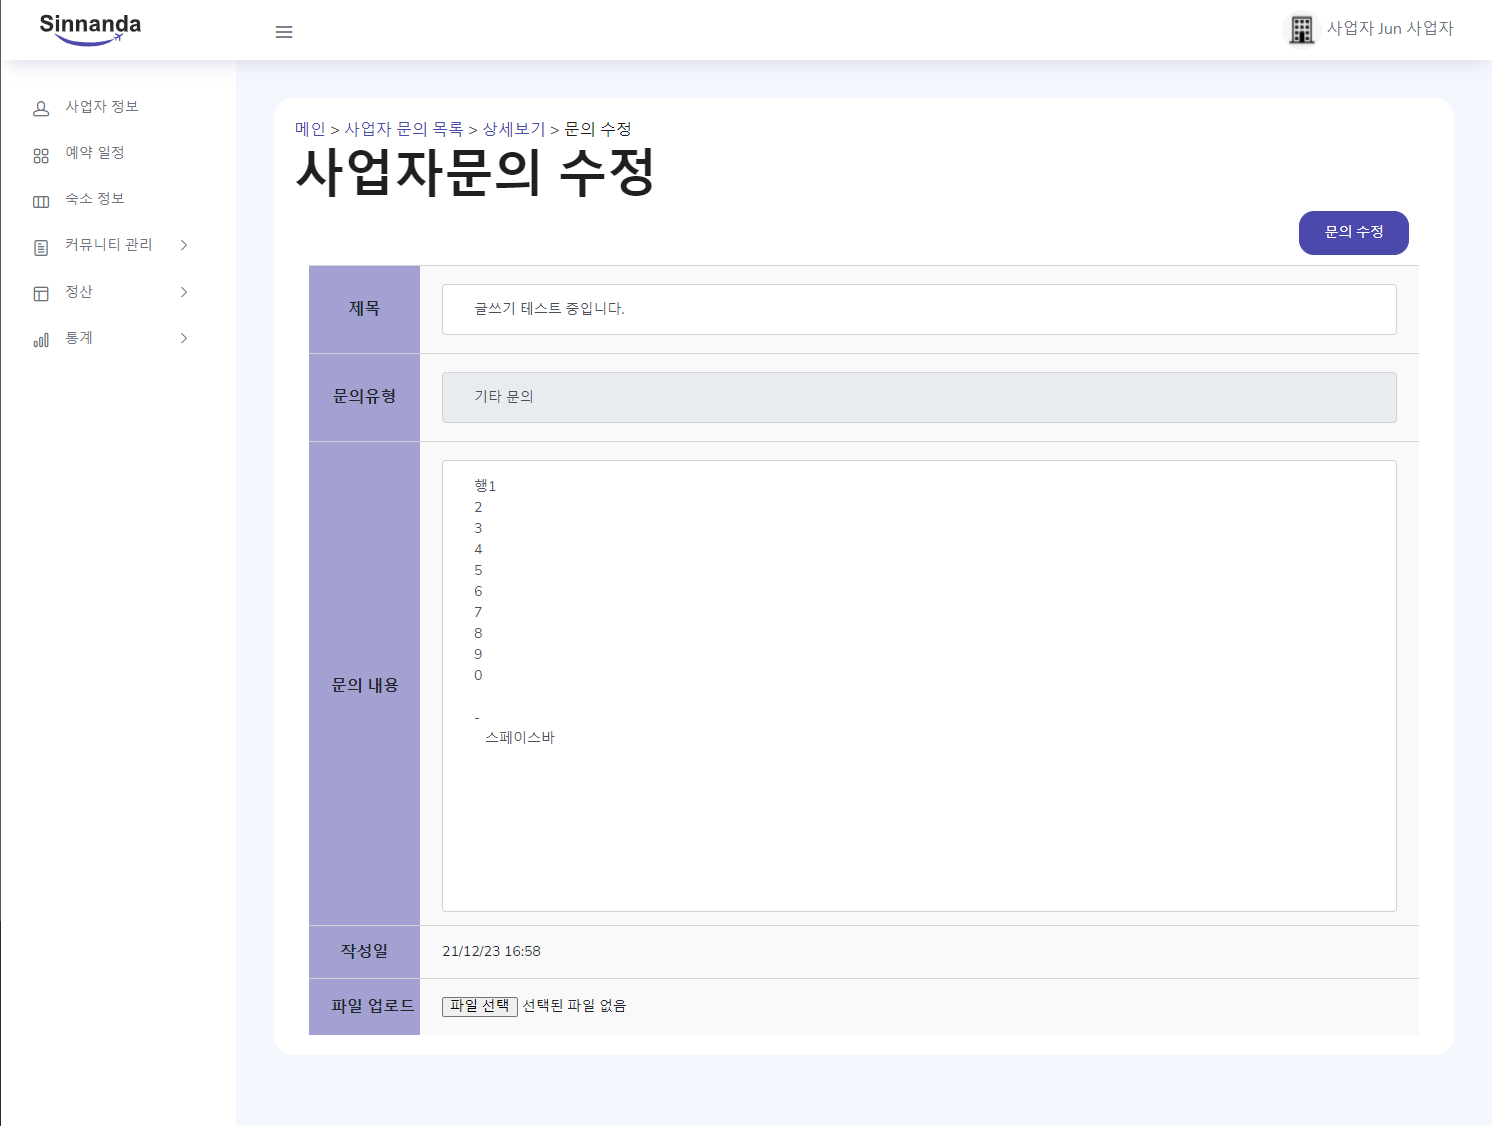 Sinnanda
사업자 Jun 사업자
사업자 정보
예약 일정
숙소 정보
커뮤니티 관리
정산
통계
메인 > 사업자 문의 목록 > 상세보기 > 문의 수정
사업자문의 수정
문의 수정
제목
글쓰기 테스트 중입니다.
문의유형
기타 문의
문의 내용
행1
2
3
4
5
6
7
8
9
0
-
스페이스바
작성일
21/12/23 16:58
파일 업로드
파일 선택 선택된 파일 없음